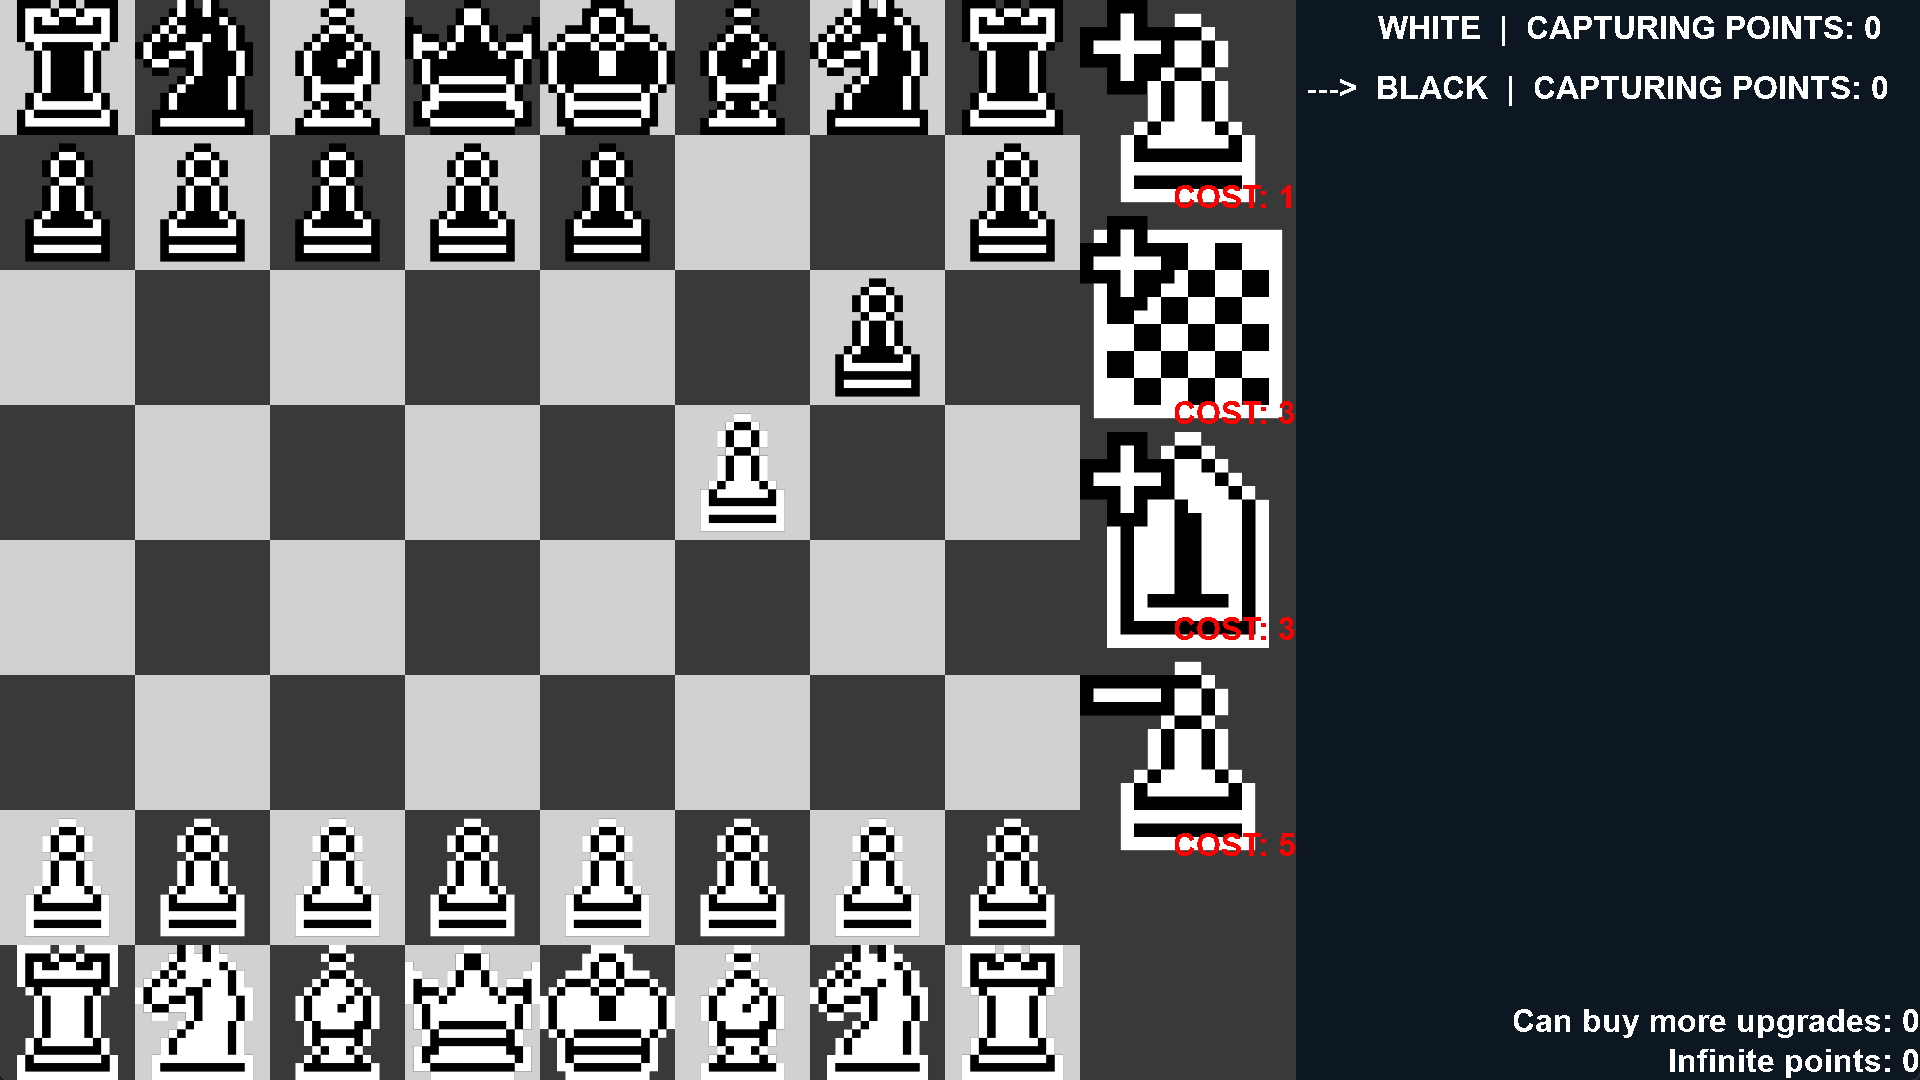 WHITE | CAPTURING POINTS: 0
---> BLACK | CAPTURING POINTS: 0
COST: 1
COST: 3
COST: 3
COST: 5
Can buy more upgrades: 0
Infinite points: 0